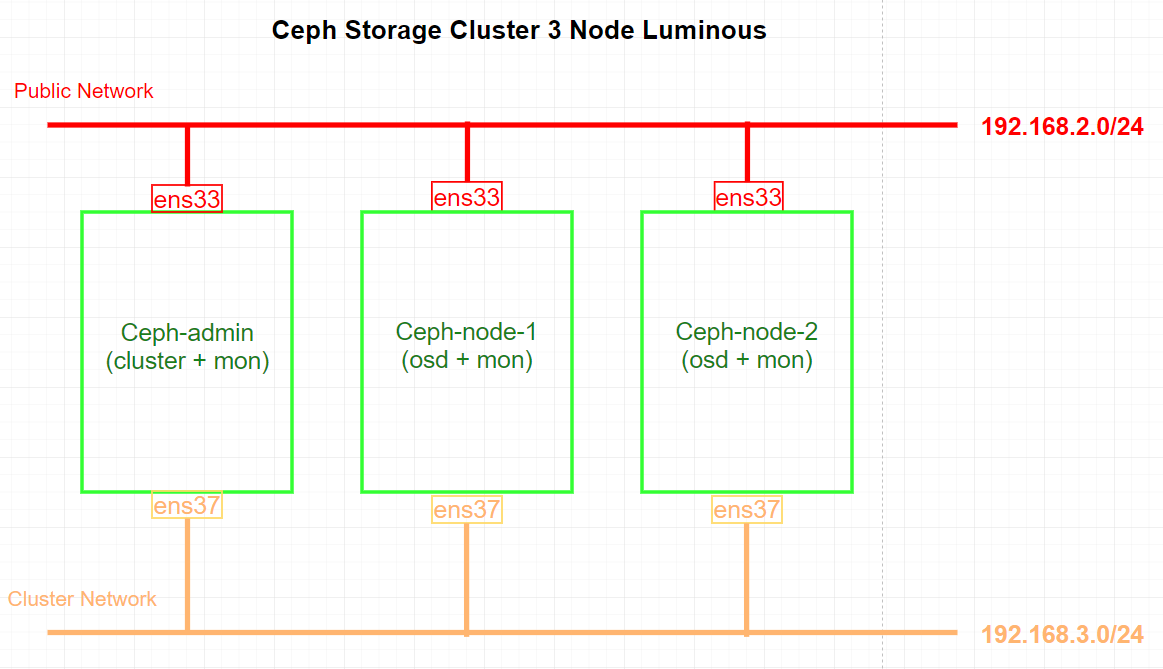 Ceph Storage Cluster 3 Node Luminous
Public Network
192.168.2.0/24
ens33
ens33
ens33
Ceph-admin
(cluster + mon)
Ceph-node-1
(osd + mon)
Ceph-node-2
(osd + mon)
ens37
ens37
ens37
Cluster Network
192.168.3.0/24